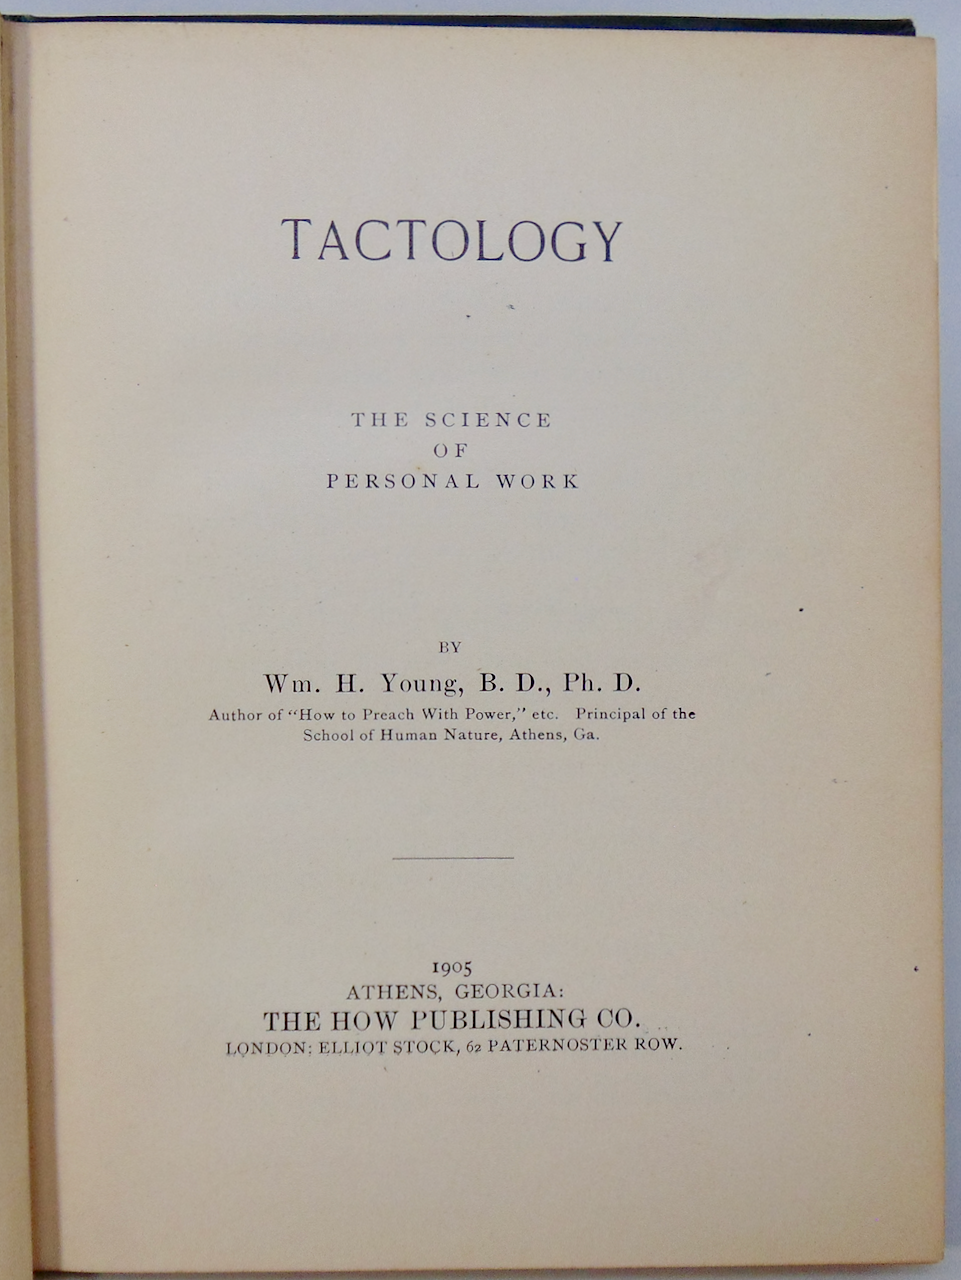 TACTOLOGY
THE SCIENCE
OF
PERSONAL WORK
BY
Wm. H. Young, B. D., Ph. D.
Author of "How to Preach With Power," etc. Principal of the
School of Human Nature, Athens, Ga.
1905
ATHENS, GEORGIA:
THE HOW PUBLISHING CO.
LONDON: ELLIOT STOCK, 62 PATERNOSTER ROW.